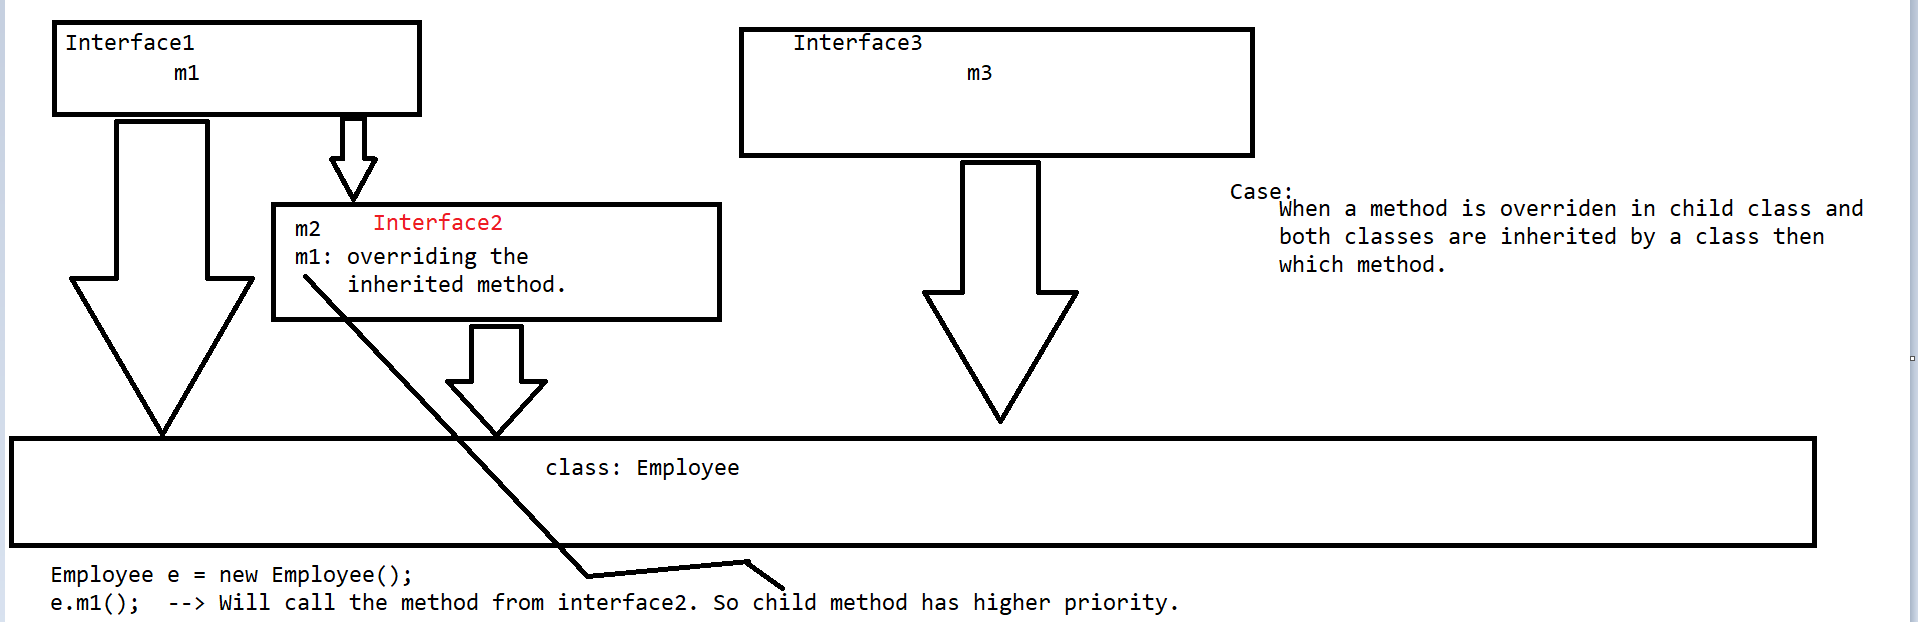 Interface1
m1
Interface3
m3
m2 Interface2
m1: overriding the
inherited method.
Case:
When a method is overriden in child class and
both classes are inherited by a class then
which method.
class: Employee
Employee e = new Employee();
e.m1();  --> Will call the method from interface2. So child method has higher priority.